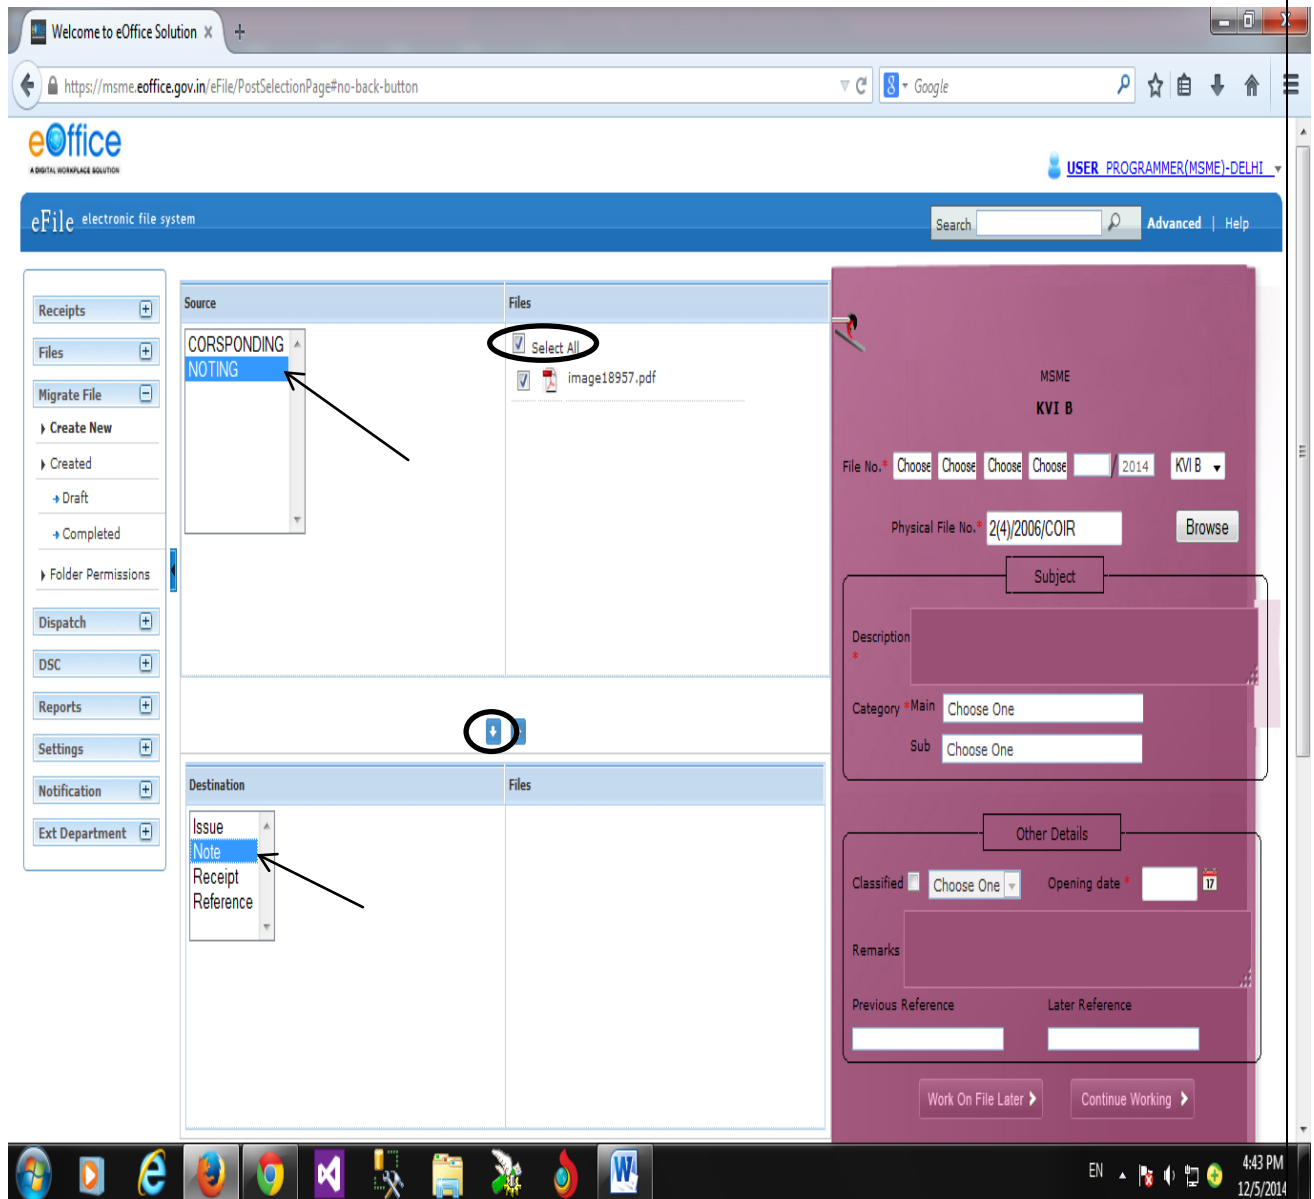 Welcome to eOffice Solution
https://msme.eoffice.gov.in/eFile/PostSelectionPage#no-back-button
Google
eOffice
A DIGITAL WORKPLACE SOLUTION
USER PROGRAMMER(MSME)-DELHI
eFile electronic file system
Search
Advanced | Help
Receipts
Files
Migrate File
Create New
Created
Draft
Completed
Folder Permissions
Dispatch
DSC
Reports
Settings
Notification
Ext Department
Source
Files
CORSPONDING
NOTING
Select All
image18957.pdf
Destination
Files
Issue
Note
Receipt
Reference
MSME
KVI B
File No.* Choose Choose Choose Choose / 2014 KVI B
Physical File No.* 2(4)/2006/COIR Browse
Subject
Description *
Category * Main Choose One
Sub Choose One
Other Details
Classified Choose One Opening date * 17
Remarks
Previous Reference Later Reference
Work On File Later Continue Working
EN 4:43 PM
12/5/2014